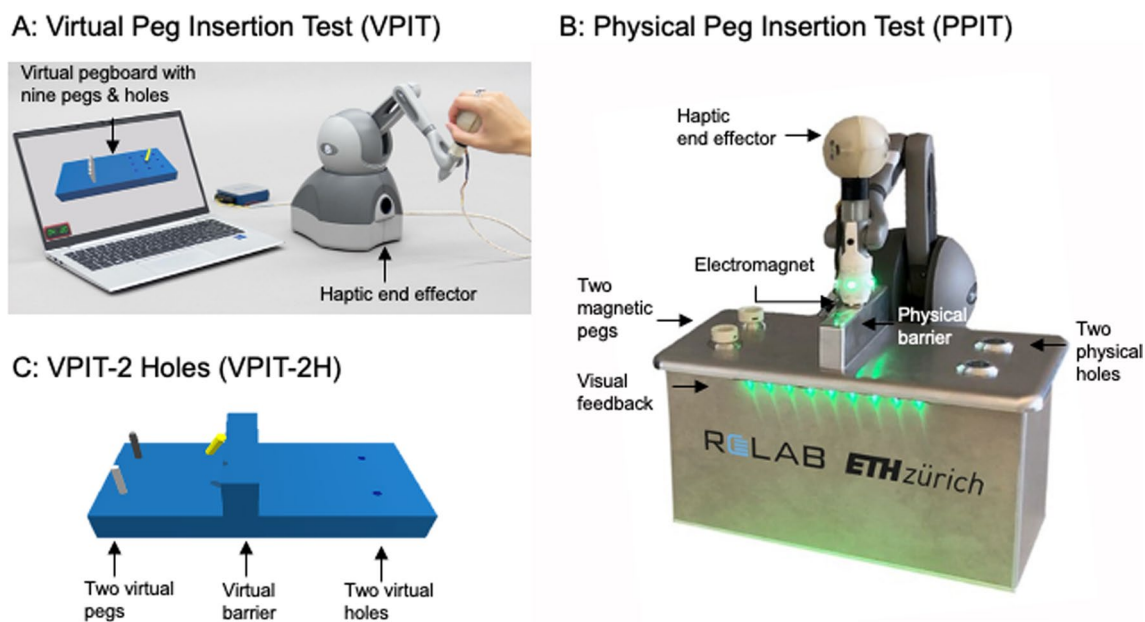 A: Virtual Peg Insertion Test (VPIT)
Virtual pegboard with
nine pegs & holes
Haptic end effector
B: Physical Peg Insertion Test (PPIT)
Haptic
end effector
Electromagnet
Two
magnetic
pegs
Physical
barrier
Two
physical
holes
Visual
feedback
RELAB ETH zürich
C: VPIT-2 Holes (VPIT-2H)
Two virtual
pegs
Virtual
barrier
Two virtual
holes